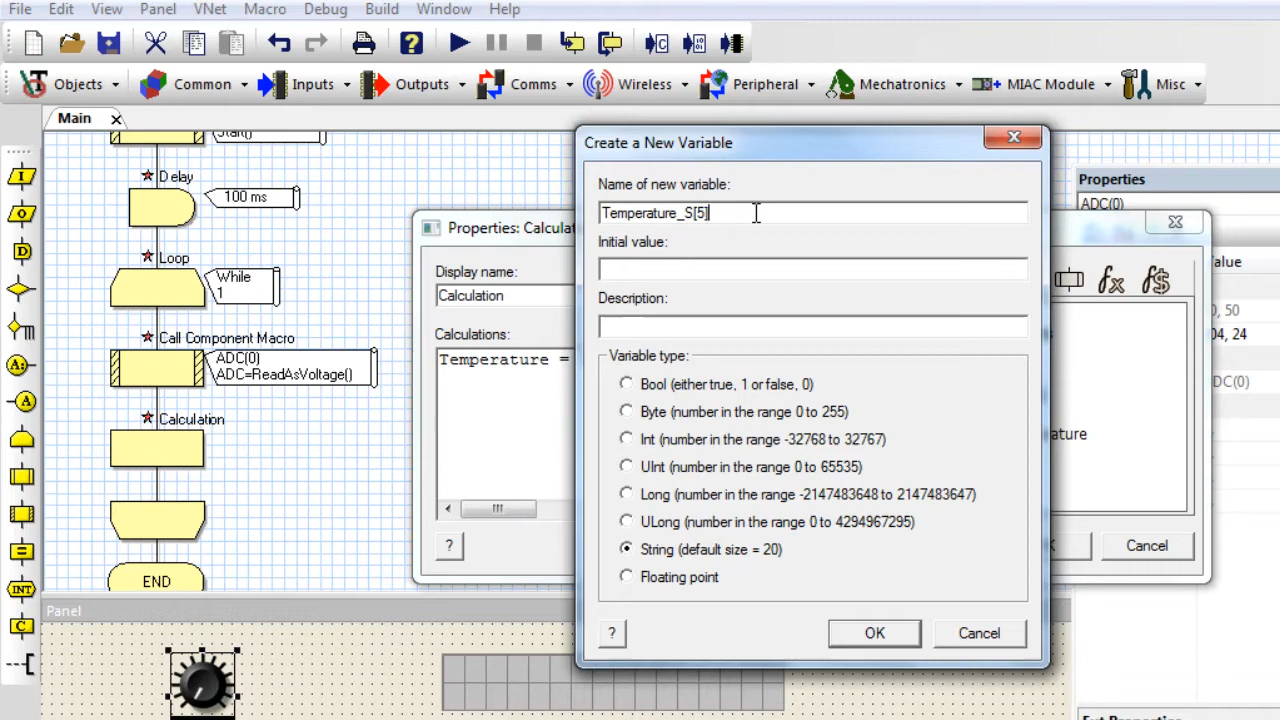 File Edit View Panel VNet Macro Debug Build Window Help
Objects Common Inputs Outputs Comms Wireless Peripheral Mechatronics MIAC Module Misc
Main
Start()
Delay
100 ms
Loop
While
1
Call Component Macro
ADC(0)
ADC=ReadAsVoltage()
Calculation
END
Panel
Properties: Calculat
Display name:
Calculation
Calculations:
Temperature =
?
Create a New Variable
Name of new variable:
Temperature_S[5]
Initial value:
Description:
Variable type:
Bool (either true, 1 or false, 0)
Byte (number in the range 0 to 255)
Int (number in the range -32768 to 32767)
UInt (number in the range 0 to 65535)
Long (number in the range -2147483648 to 2147483647)
ULong (number in the range 0 to 4294967295)
String (default size = 20)
Floating point
?
OK
Cancel
Properties
ADC(0)
fx f$
alue
, 50
04, 24
DC(0)
ature
K
Cancel
Ext Properties